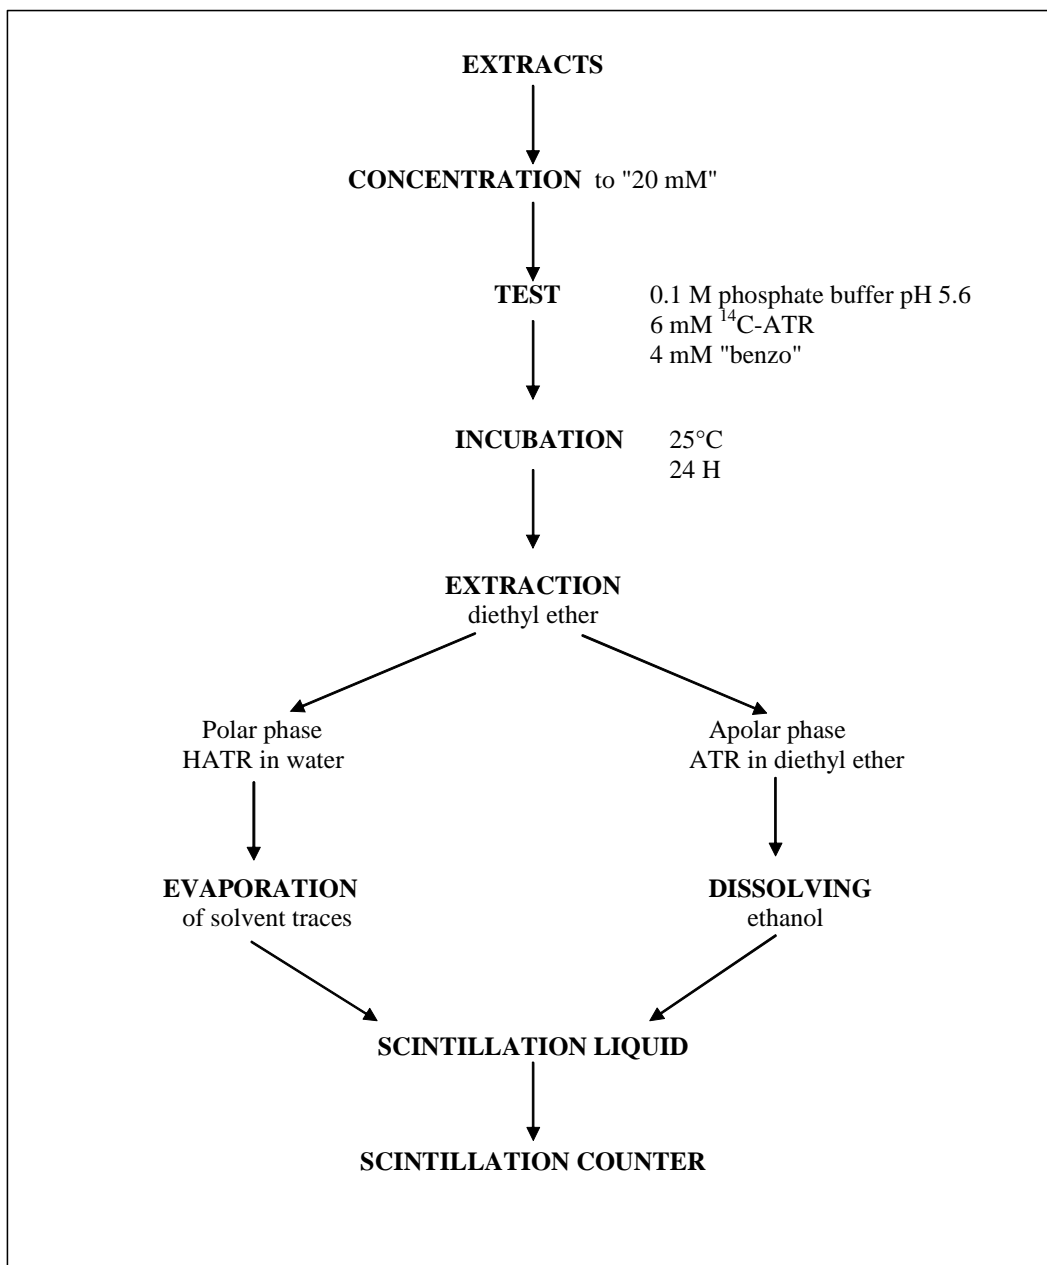 EXTRACTS
CONCENTRATION to "20 mM"
TEST
0.1 M phosphate buffer pH 5.6
6 mM ¹⁴C-ATR
4 mM "benzo"
INCUBATION
25°C
24 H
EXTRACTION
diethyl ether
Polar phase
HATR in water
Apolar phase
ATR in diethyl ether
EVAPORATION
of solvent traces
DISSOLVING
ethanol
SCINTILLATION LIQUID
SCINTILLATION COUNTER